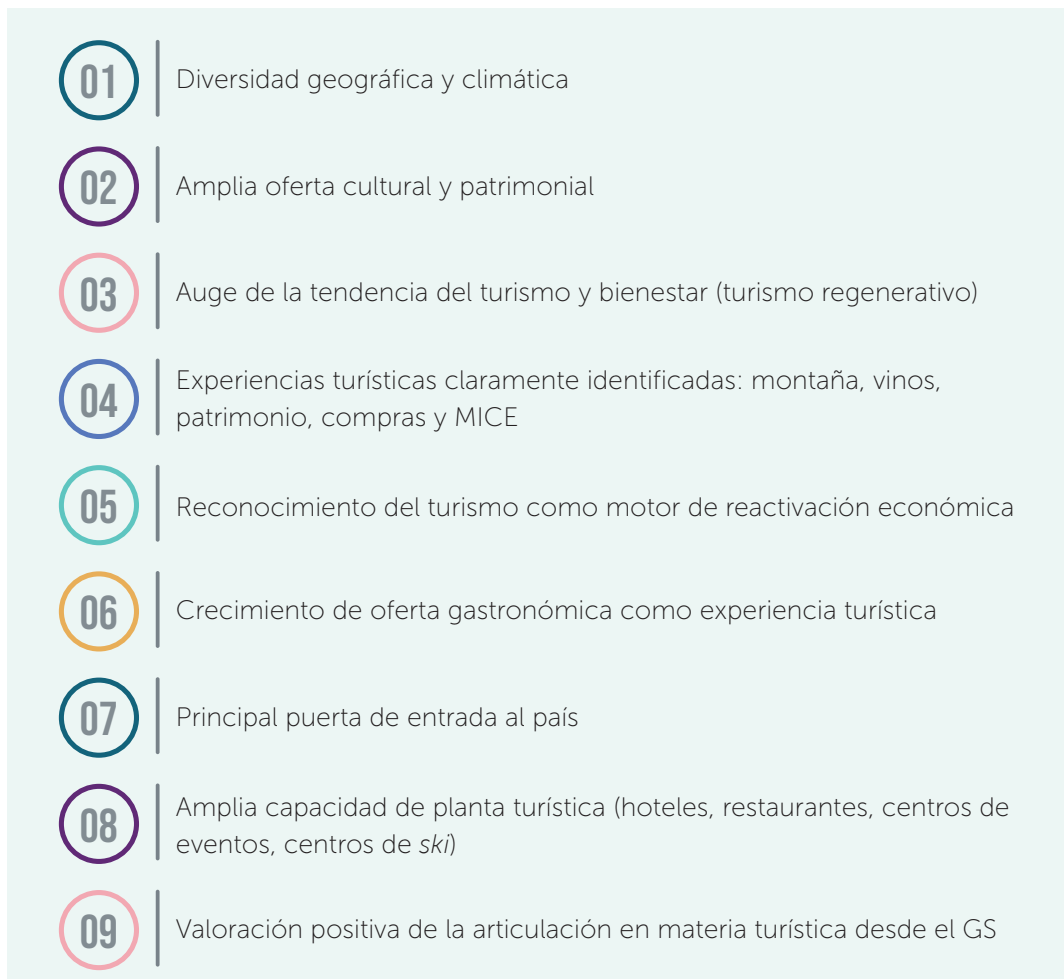 01
Diversidad geográfica y climática
02
Amplia oferta cultural y patrimonial
03
Auge de la tendencia del turismo y bienestar (turismo regenerativo)
04
Experiencias turísticas claramente identificadas: montaña, vinos,
patrimonio, compras y MICE
05
Reconocimiento del turismo como motor de reactivación económica
06
Crecimiento de oferta gastronómica como experiencia turística
07
Principal puerta de entrada al país
08
Amplia capacidad de planta turística (hoteles, restaurantes, centros de
eventos, centros de ski)
09
Valoración positiva de la articulación en materia turística desde el GS